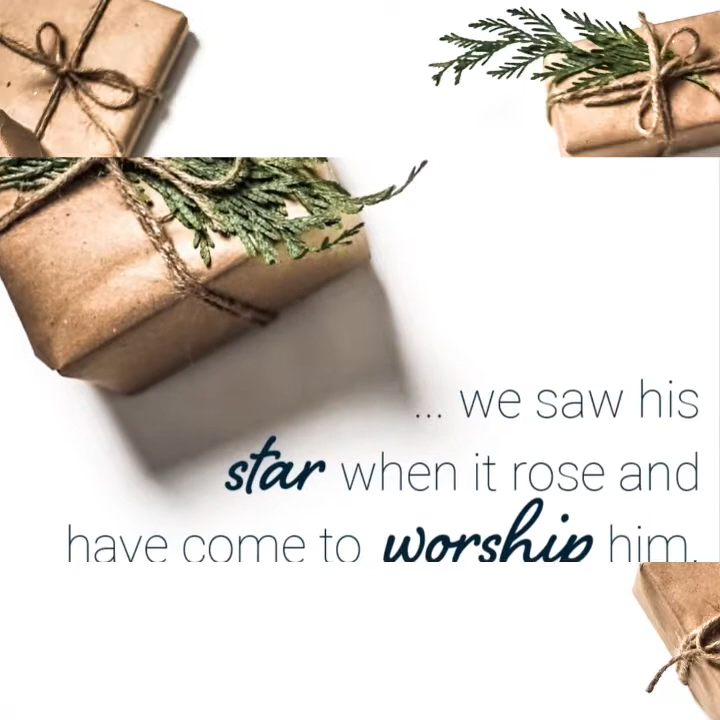 ... we saw his
star when it rose and
have come to worship him.